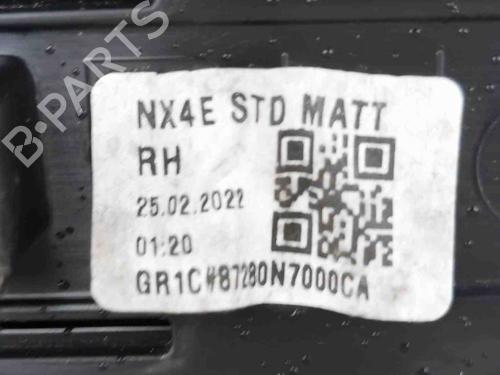 B-PARTS
NX4E STD MATT
RH
25.02.2022
01:20
GR1C#87280N7000CA